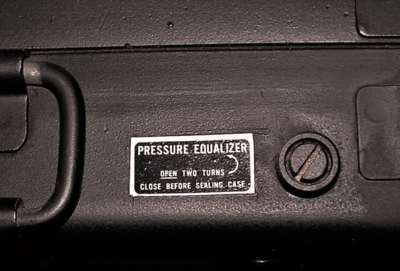 PRESSURE EQUALIZER
OPEN TWO TURNS
CLOSE BEFORE SEALING CASE